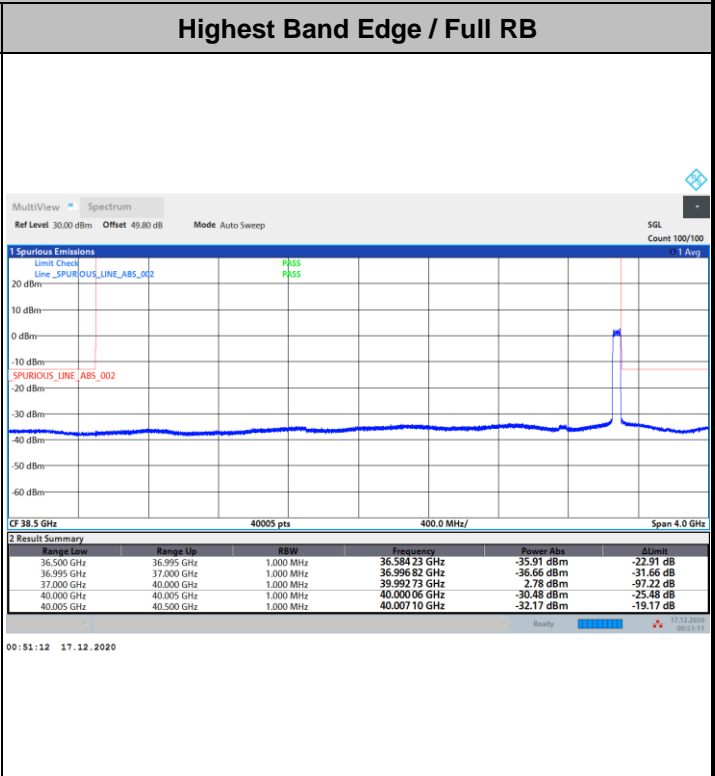 Highest Band Edge / Full RB
MultiView Spectrum
Ref Level 30.00 dBm Offset 49.80 dB Mode Auto Sweep SGL
Count 100/100
1 Spurious Emissions 1 Avg
Limit Check PASS
Line _SPURIOUS_LINE_ABS_002 PASS
20 dBm
10 dBm
0 dBm
-10 dBm
_SPURIOUS_LINE_ABS_002
-20 dBm
-30 dBm
-40 dBm
-50 dBm
-60 dBm
CF 38.5 GHz 40005 pts 400.0 MHz/ Span 4.0 GHz
2 Result Summary
Range Low Range Up RBW Frequency Power Abs ΔLimit
36.500 GHz 36.995 GHz 1.000 MHz 36.584 23 GHz -35.91 dBm -22.91 dB
36.995 GHz 37.000 GHz 1.000 MHz 36.996 82 GHz -36.66 dBm -31.66 dB
37.000 GHz 40.000 GHz 1.000 MHz 39.992 73 GHz 2.78 dBm -97.22 dB
40.000 GHz 40.005 GHz 1.000 MHz 40.000 06 GHz -30.48 dBm -25.48 dB
40.005 GHz 40.500 GHz 1.000 MHz 40.007 10 GHz -32.17 dBm -19.17 dB
Ready 17.12.2020
00:51:11
00:51:12 17.12.2020